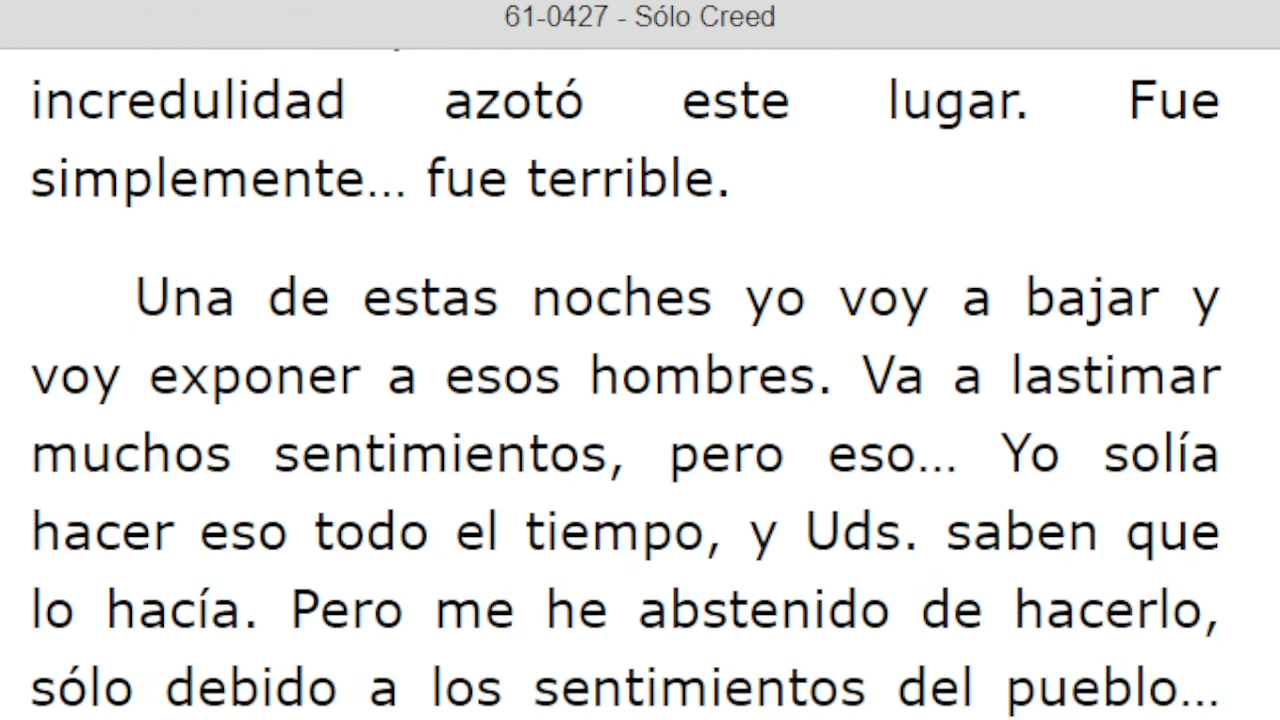 61-0427 - Sólo Creed
incredulidad azotó este lugar. Fue
simplemente... fue terrible.
Una de estas noches yo voy a bajar y
voy exponer a esos hombres. Va a lastimar
muchos sentimientos, pero eso... Yo solía
hacer eso todo el tiempo, y Uds. saben que
lo hacía. Pero me he abstenido de hacerlo,
sólo debido a los sentimientos del pueblo...